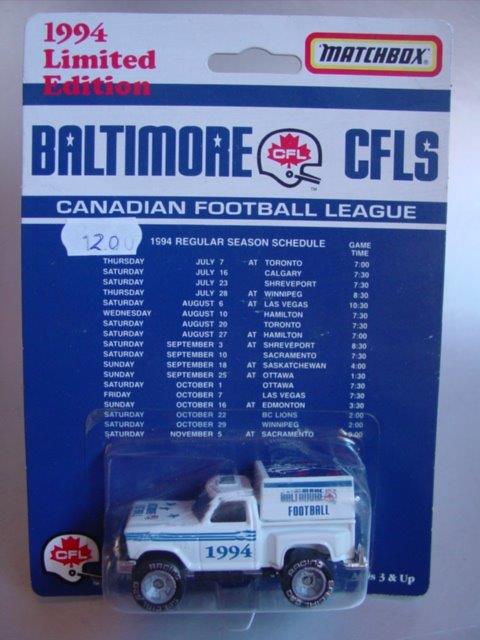 1994
Limited
Edition
MATCHBOX
BALTIMORE CFL CFLS
TM
CANADIAN FOOTBALL LEAGUE
1200
1994 REGULAR SEASON SCHEDULE GAME TIME
THURSDAY JULY 7 AT TORONTO 7:00
SATURDAY JULY 16 CALGARY 7:30
SATURDAY JULY 23 SHREVEPORT 7:30
THURSDAY JULY 28 AT WINNIPEG 8:30
SATURDAY AUGUST 6 AT LAS VEGAS 10:30
WEDNESDAY AUGUST 10 HAMILTON 7:30
SATURDAY AUGUST 20 TORONTO 7:30
SATURDAY AUGUST 27 AT HAMILTON 7:00
SATURDAY SEPTEMBER 3 AT SHREVEPORT 8:30
SATURDAY SEPTEMBER 10 SACRAMENTO 7:30
SUNDAY SEPTEMBER 18 AT SASKATCHEWAN 4:00
SUNDAY SEPTEMBER 25 AT OTTAWA 1:30
SATURDAY OCTOBER 1 OTTAWA 7:30
FRIDAY OCTOBER 7 LAS VEGAS 7:30
SUNDAY OCTOBER 16 AT EDMONTON 3:30
SATURDAY OCTOBER 22 BC LIONS 2:00
SATURDAY OCTOBER 29 WINNIPEG 2:00
SATURDAY NOVEMBER 5 AT SACRAMENTO
BALTIMORE
FOOTBALL
1994
CFL
RACING SPECIAL
RACING SPECIAL
3 & Up